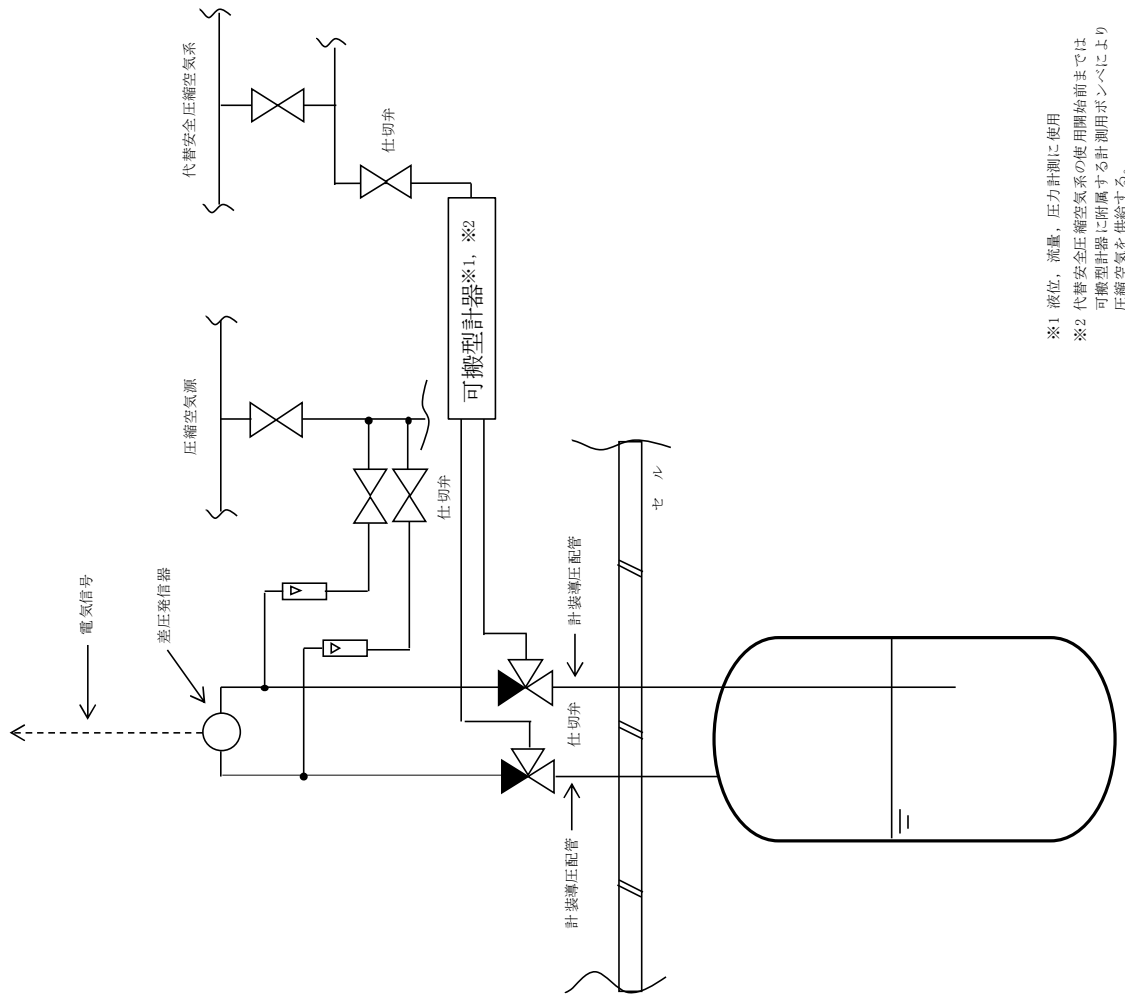 代替安全圧縮空気系
仕切弁
可搬型計器※1, ※2
圧縮空気源
仕切弁
電気信号
差圧発信器
計装導圧配管
セル
仕切弁
計装導圧配管
※1 液位, 流量, 圧力計測に使用
※2 代替安全圧縮空気系の使用開始前までは
可搬型計器に附属する計測用ボンベにより
圧縮空気を供給する。